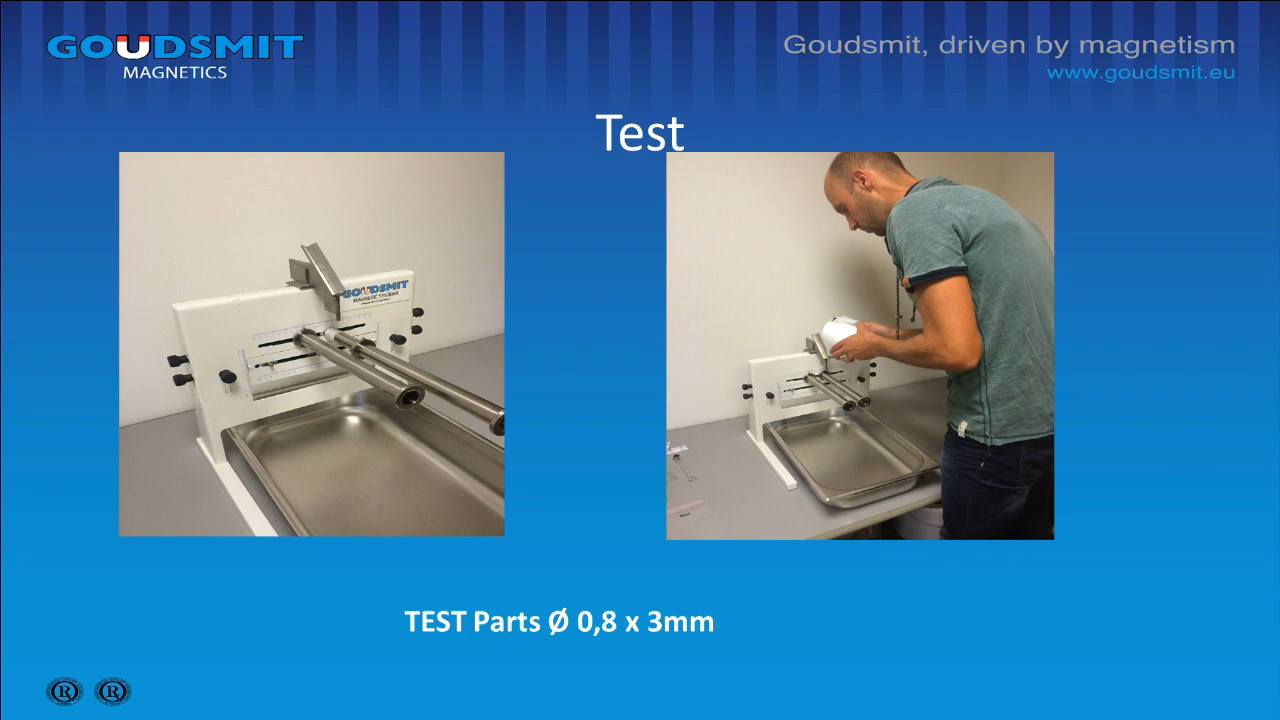 GOUDSMIT
MAGNETICS
Goudsmit, driven by magnetism
www.goudsmit.eu
Test
GOUDSMIT
MAGNETIC SYSTEMS
TEST Parts Ø 0,8 x 3mm
R R